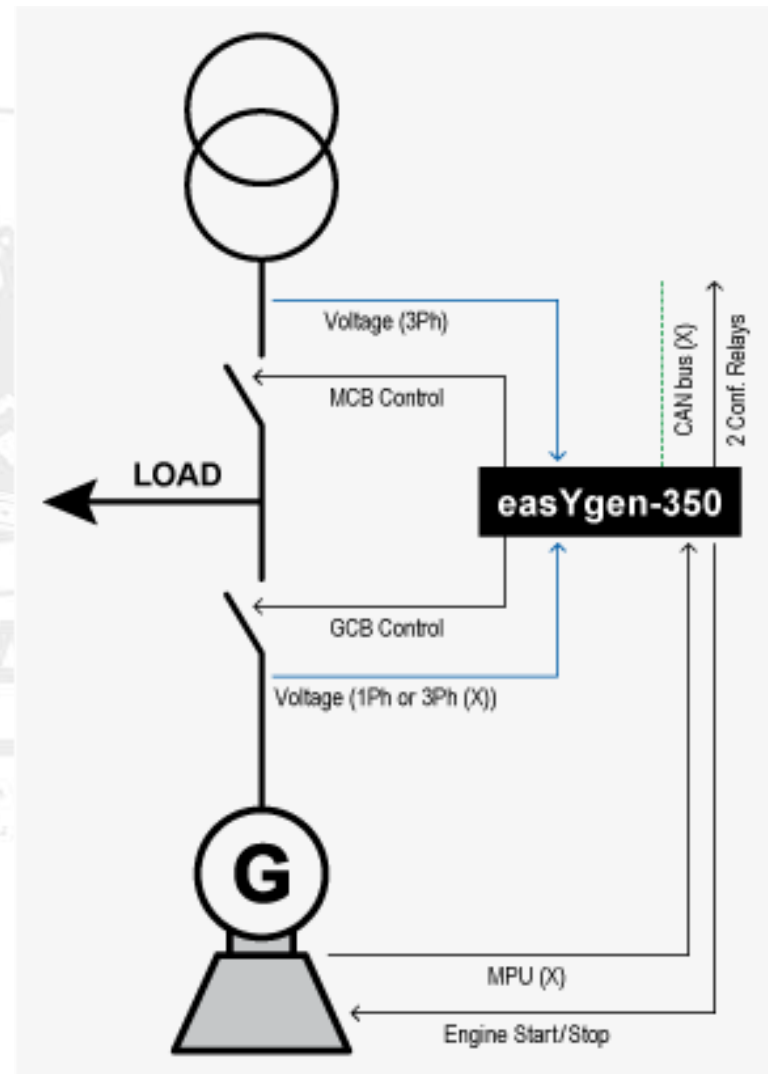 Voltage (3Ph)
MCB Control
CAN bus (X)
2 Conf. Relays
LOAD
easYgen-350
GCB Control
Voltage (1Ph or 3Ph (X))
G
MPU (X)
Engine Start/Stop